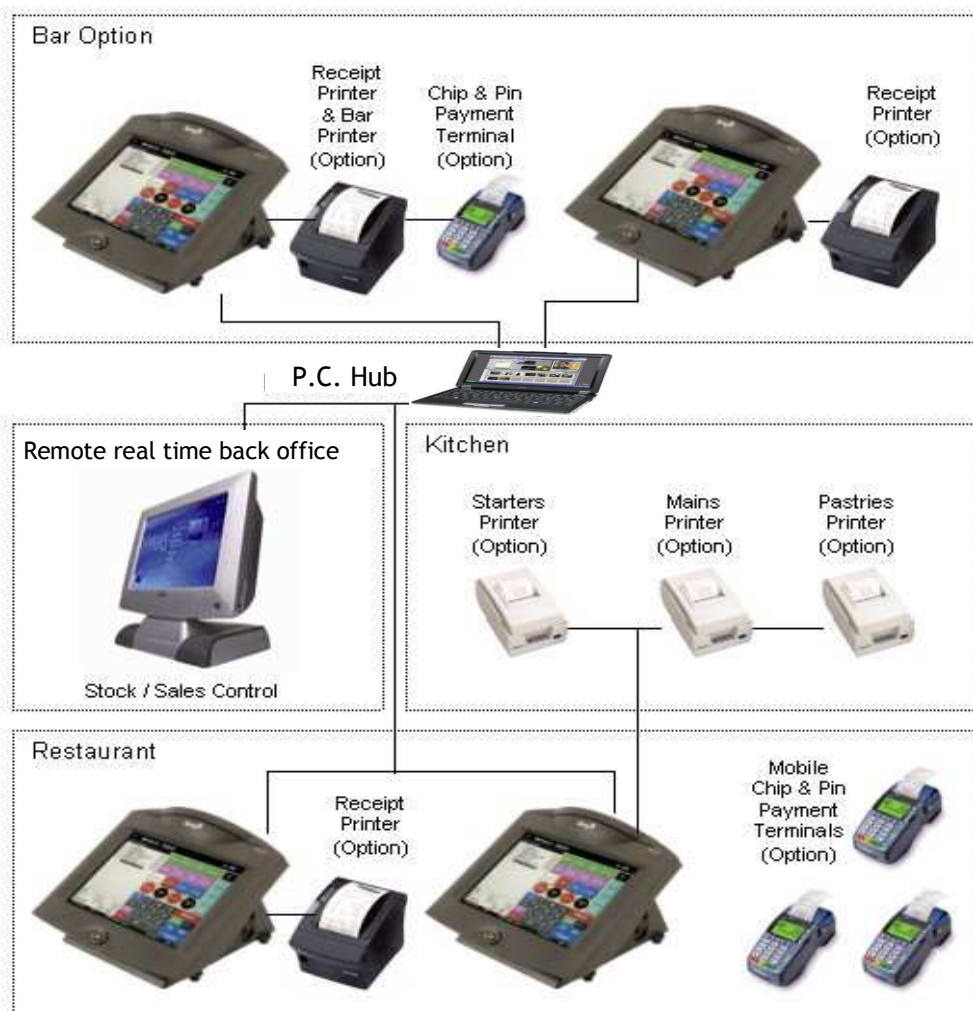 Bar Option
Receipt
Printer
& Bar
Printer
(Option)
Chip & Pin
Payment
Terminal
(Option)
Receipt
Printer
(Option)
P.C. Hub
Remote real time back office
Stock / Sales Control
Kitchen
Starters
Printer
(Option)
Mains
Printer
(Option)
Pastries
Printer
(Option)
Restaurant
Receipt
Printer
(Option)
Mobile
Chip & Pin
Payment
Terminals
(Option)